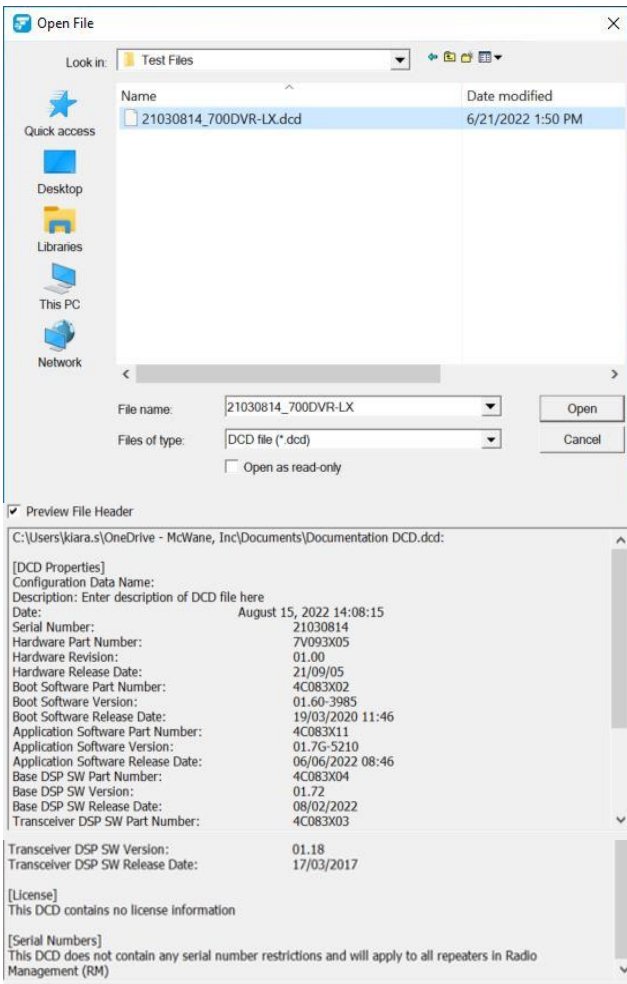 Open File
Look in: Test Files
Name Date modified
21030814_700DVR-LX.dcd 6/21/2022 1:50 PM
Quick access
Desktop
Libraries
This PC
Network
File name: 21030814_700DVR-LX Open
Files of type: DCD file (*.dcd) Cancel
Open as read-only
Preview File Header
C:\Users\kiara.s\OneDrive - McWane, Inc\Documents\Documentation DCD.dcd:
[DCD Properties]
Configuration Data Name:
Description: Enter description of DCD file here
Date: August 15, 2022 14:08:15
Serial Number: 21030814
Hardware Part Number: 7V093X05
Hardware Revision: 01.00
Hardware Release Date: 21/09/05
Boot Software Part Number: 4C083X02
Boot Software Version: 01.60-3985
Boot Software Release Date: 19/03/2020 11:46
Application Software Part Number: 4C083X11
Application Software Version: 01.7G-5210
Application Software Release Date: 06/06/2022 08:46
Base DSP SW Part Number: 4C083X04
Base DSP SW Version: 01.72
Base DSP SW Release Date: 08/02/2022
Transceiver DSP SW Part Number: 4C083X03
Transceiver DSP SW Version: 01.18
Transceiver DSP SW Release Date: 17/03/2017
[License]
This DCD contains no license information
[Serial Numbers]
This DCD does not contain any serial number restrictions and will apply to all repeaters in Radio
Management (RM)